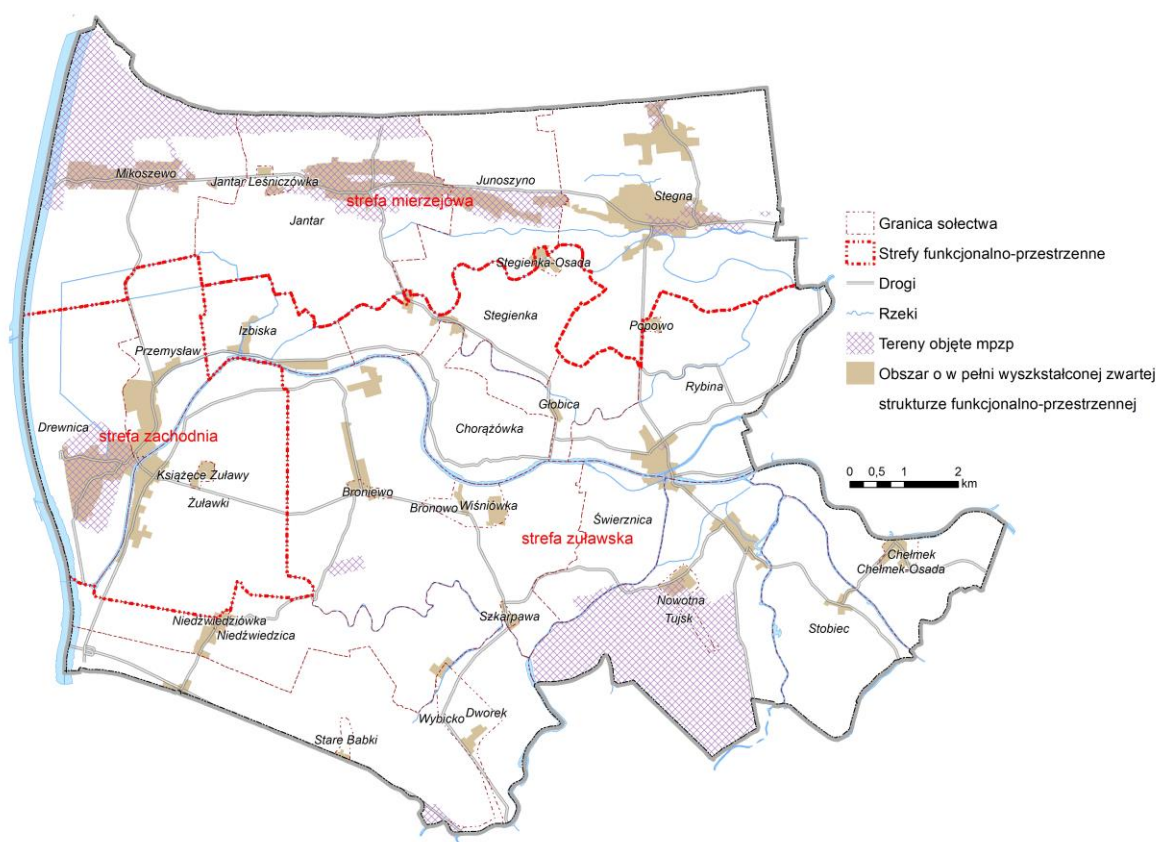 Mikoszewo
Jantar Leśniczówka
Junoszyno
Stegna
strefa mierzejowa
Jantar
Stegienka-Osada
Stegienka
Popowo
Izbiska
Przemysław
Rybina
Głobica
Drewnica
strefa zachodnia
Chorążówka
Książęce Żuławy
Żuławki
Broniewo
Bronowo
Wiśniówka
Świerznica
strefa żuławska
Chełmek
Chełmek-Osada
Nowotna
Tujsk
Szkarpawa
Niedźwiedziówka
Niedźwiedzica
Stobiec
Wybicko
Dworek
Stare Babki
Granica sołectwa
Strefy funkcjonalno-przestrzenne
Drogi
Rzeki
Tereny objęte mpzp
Obszar o w pełni wyszkstałconej zwartej
strukturze funkcjonalno-przestrzennej
0 0,5 1 2
km